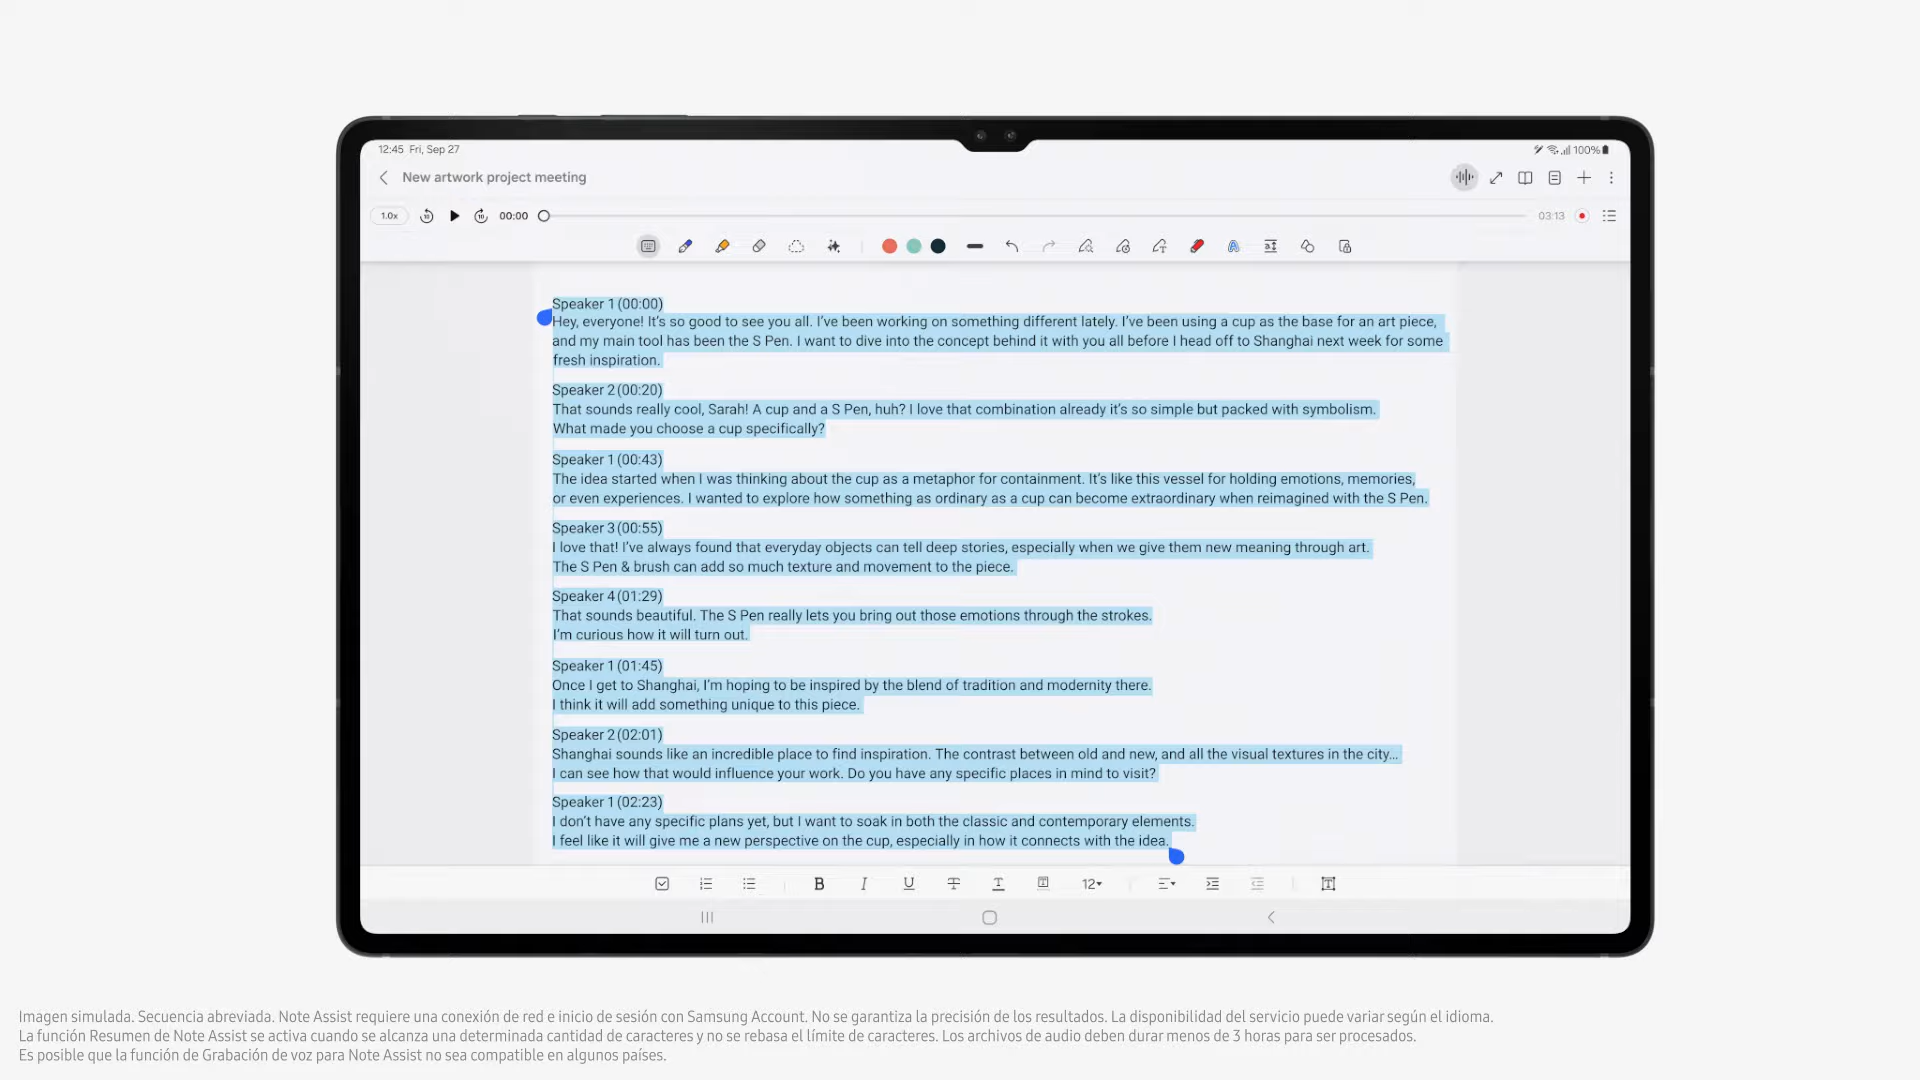 12:45 Fri, Sep 27
100%
New artwork project meeting
1.0x
10
10
00:00
03:13
Speaker 1 (00:00)
Hey, everyone! It's so good to see you all. I've been working on something different lately. I've been using a cup as the base for an art piece,
and my main tool has been the S Pen. I want to dive into the concept behind it with you all before I head off to Shanghai next week for some
fresh inspiration.
Speaker 2 (00:20)
That sounds really cool, Sarah! A cup and a S Pen, huh? I love that combination already it's so simple but packed with symbolism.
What made you choose a cup specifically?
Speaker 1 (00:43)
The idea started when I was thinking about the cup as a metaphor for containment. It's like this vessel for holding emotions, memories,
or even experiences. I wanted to explore how something as ordinary as a cup can become extraordinary when reimagined with the S Pen.
Speaker 3 (00:55)
I love that! I've always found that everyday objects can tell deep stories, especially when we give them new meaning through art.
The S Pen & brush can add so much texture and movement to the piece.
Speaker 4 (01:29)
That sounds beautiful. The S Pen really lets you bring out those emotions through the strokes.
I'm curious how it will turn out.
Speaker 1 (01:45)
Once I get to Shanghai, I'm hoping to be inspired by the blend of tradition and modernity there.
I think it will add something unique to this piece.
Speaker 2 (02:01)
Shanghai sounds like an incredible place to find inspiration. The contrast between old and new, and all the visual textures in the city...
I can see how that would influence your work. Do you have any specific places in mind to visit?
Speaker 1 (02:23)
I don't have any specific plans yet, but I want to soak in both the classic and contemporary elements.
I feel like it will give me a new perspective on the cup, especially in how it connects with the idea.
B I U T T T 12 T
Imagen simulada. Secuencia abreviada. Note Assist requiere una conexión de red e inicio de sesión con Samsung Account. No se garantiza la precisión de los resultados. La disponibilidad del servicio puede variar según el idioma.
La función Resumen de Note Assist se activa cuando se alcanza una determinada cantidad de caracteres y no se rebasa el límite de caracteres. Los archivos de audio deben durar menos de 3 horas para ser procesados.
Es posible que la función de Grabación de voz para Note Assist no sea compatible en algunos países.